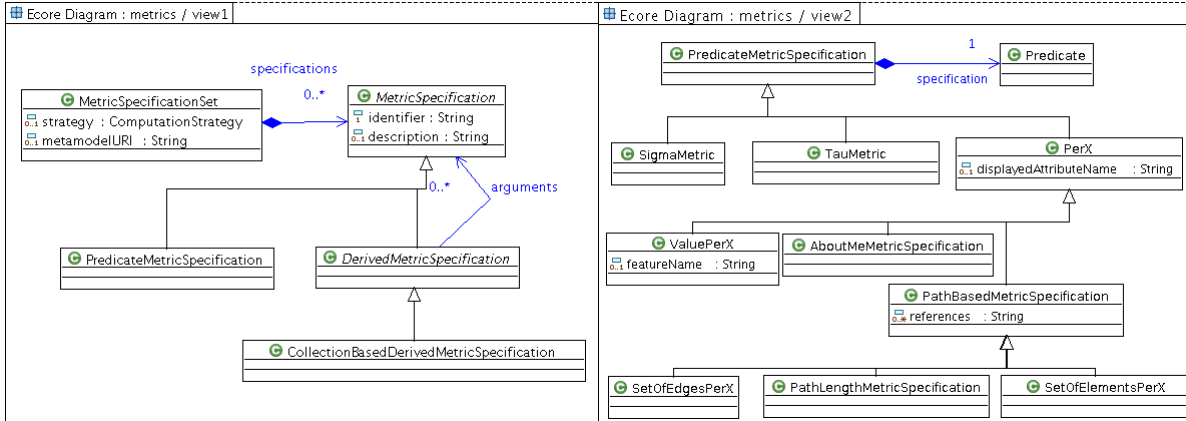 Ecore Diagram : metrics / view1
specifications
0..*
MetricSpecificationSet
0..1 strategy : ComputationStrategy
0..1 metamodelURI : String
MetricSpecification
1 identifier : String
0..1 description : String
0..*
arguments
PredicateMetricSpecification
DerivedMetricSpecification
CollectionBasedDerivedMetricSpecification
Ecore Diagram : metrics / view2
PredicateMetricSpecification
1
specification
Predicate
SigmaMetric
TauMetric
PerX
0..1 displayedAttributeName : String
ValuePerX
0..1 featureName : String
AboutMeMetricSpecification
PathBasedMetricSpecification
0..* references : String
SetOfEdgesPerX
PathLengthMetricSpecification
SetOfElementsPerX